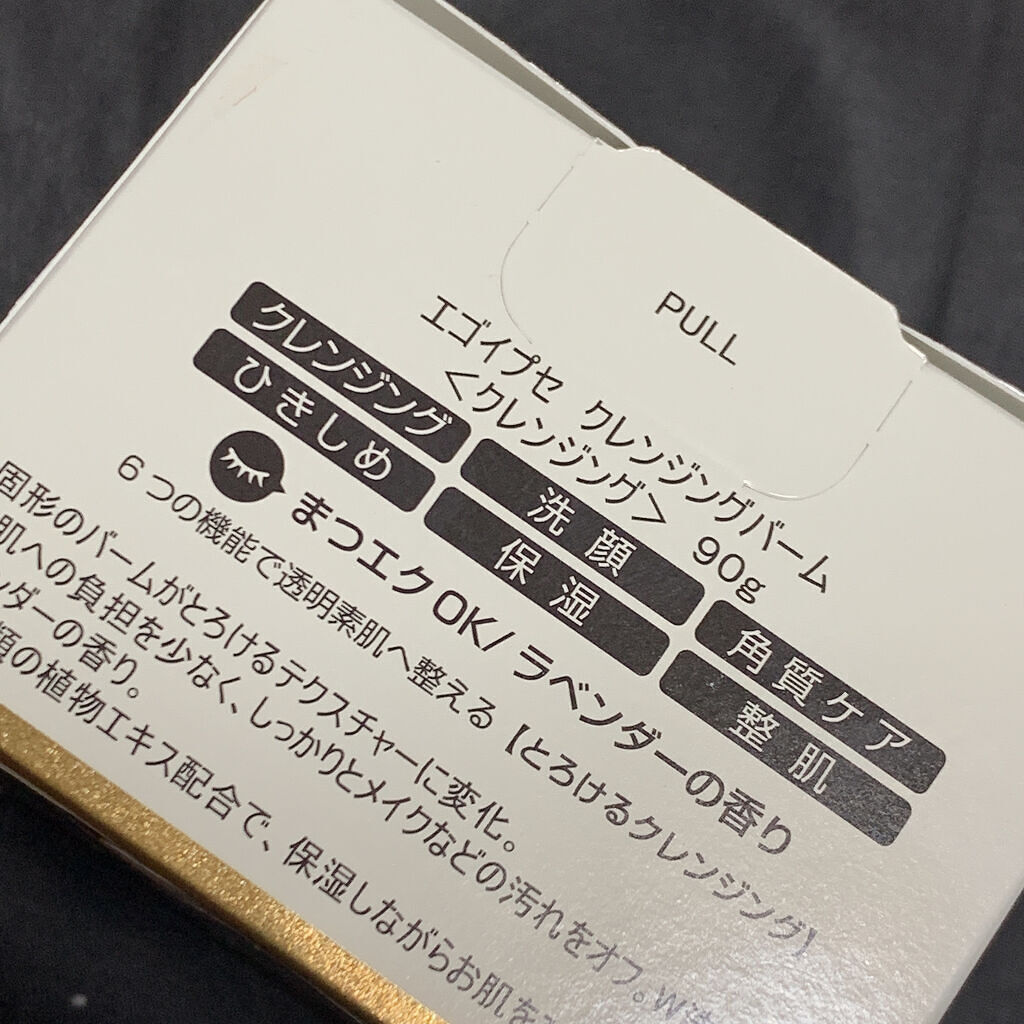 PULL
エゴイプセ クレンジングバーム
<クレンジング> 90g
クレンジング 洗顔 角質ケア
ひきしめ 保湿 整肌
まつエクOK/ラベンダーの香り
6つの機能で透明素肌へ整える【とろけるクレンジング】
固形のバームがとろけるテクスチャーに変化。
肌への負担を少なく、しっかりとメイクなどの汚れをオフ。W洗
ンダーの香り。
類の植物エキス配合で、保湿しながらお肌を